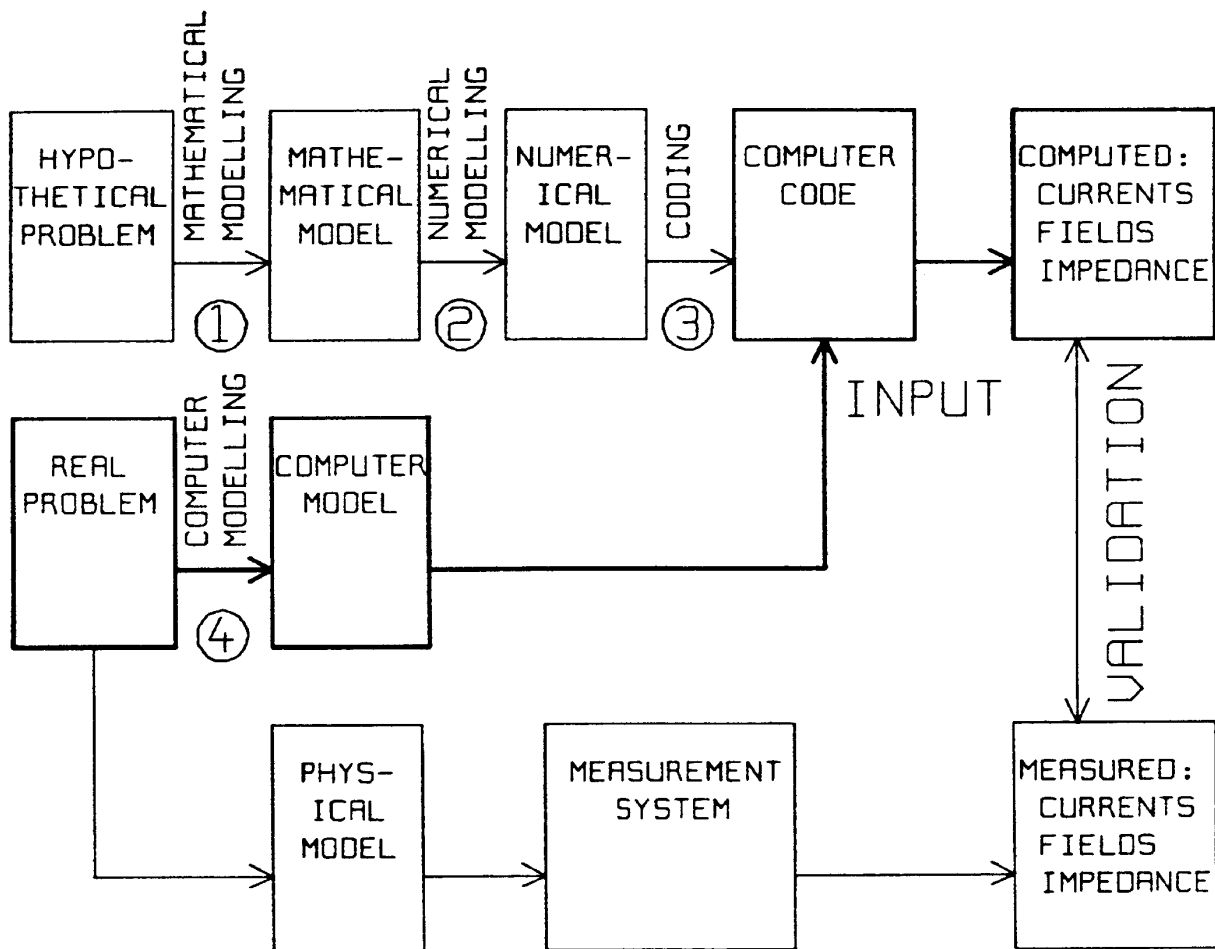 MATHEMATICAL
MODELLING
NUMERICAL
MODELLING
CODING
HYPO-
THETICAL
PROBLEM
MATHE-
MATICAL
MODEL
NUMER-
ICAL
MODEL
COMPUTER
CODE
COMPUTED:
CURRENTS
FIELDS
IMPEDANCE
1
2
3
COMPUTER
MODELLING
INPUT
VALIDATION
REAL
PROBLEM
COMPUTER
MODEL
4
PHYS-
ICAL
MODEL
MEASUREMENT
SYSTEM
MEASURED:
CURRENTS
FIELDS
IMPEDANCE